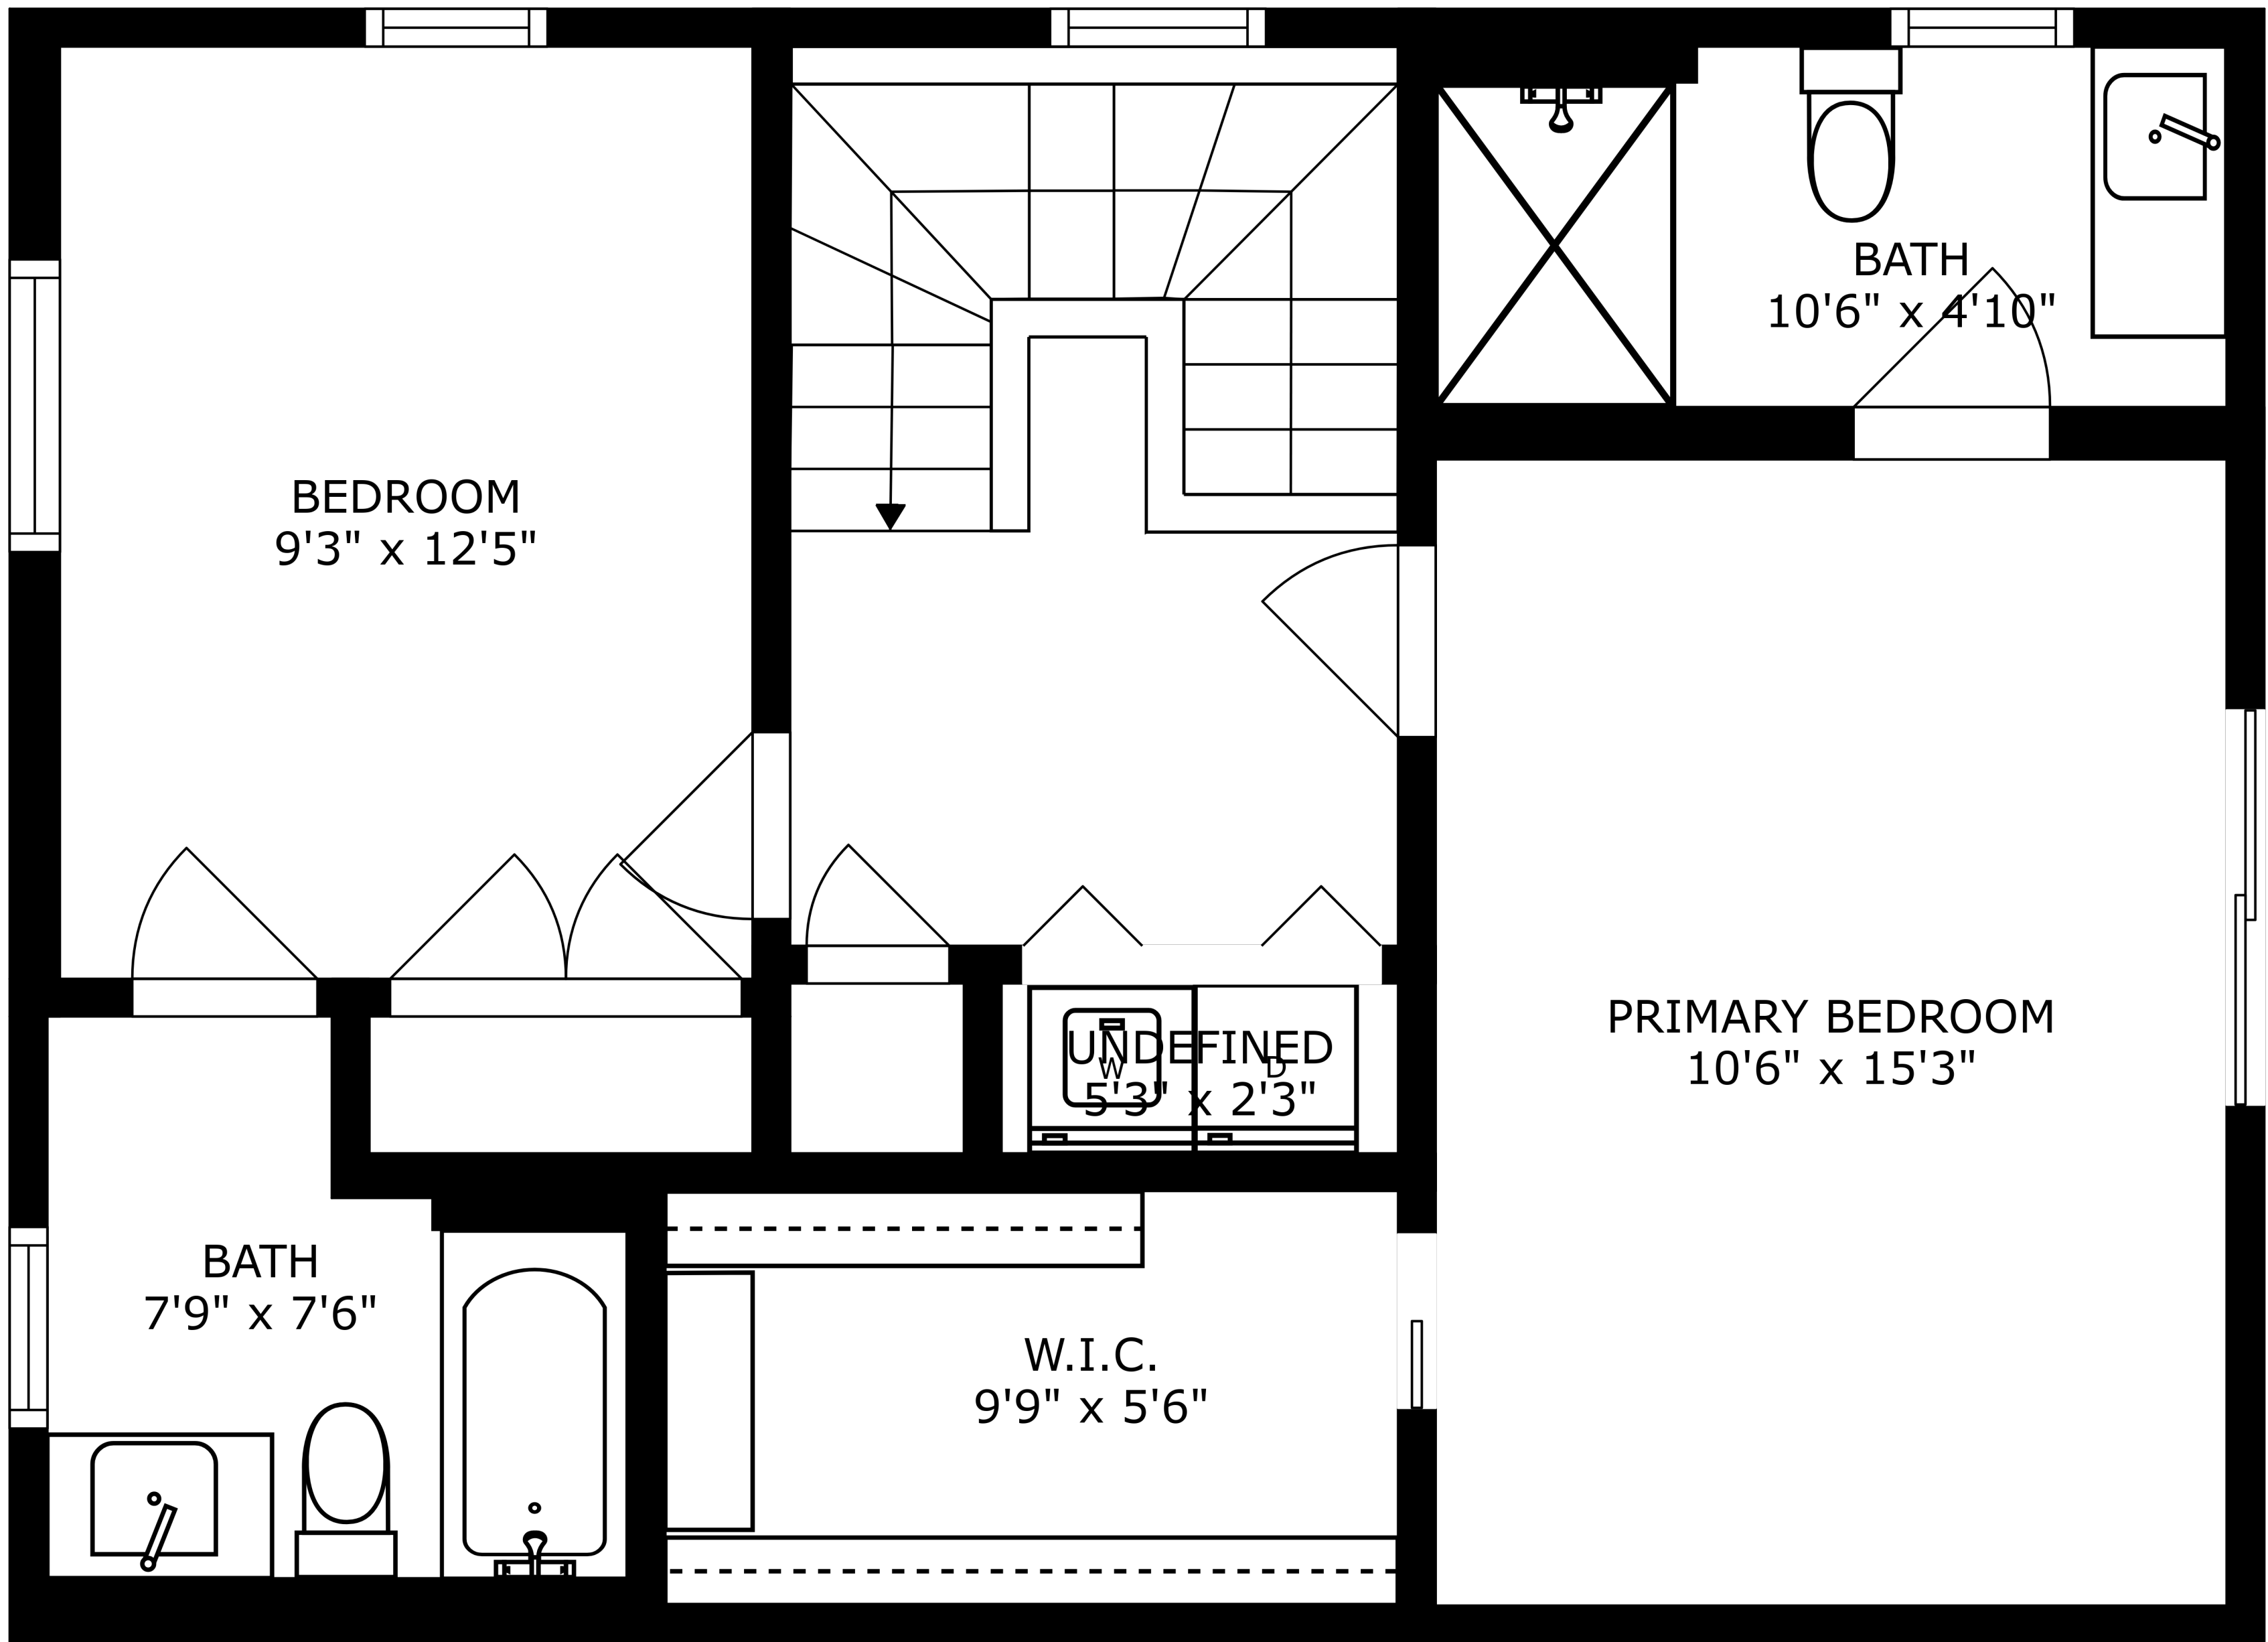 BATH
10'6" x 4'10"
BEDROOM
9'3" x 12'5"
PRIMARY BEDROOM
10'6" x 15'3"
UNDEFINED
W
D
5'3" x 2'3"
BATH
7'9" x 7'6"
W.I.C.
9'9" x 5'6"